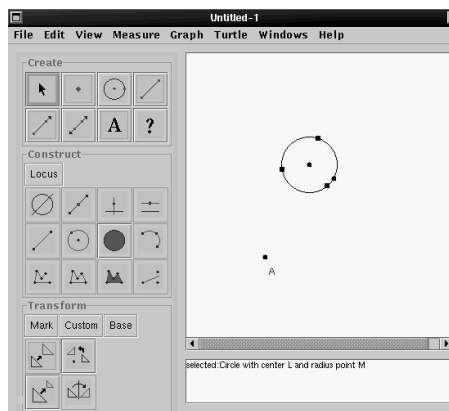 Untitled-1
File Edit View Measure Graph Turtle Windows Help
Create
A ?
Construct
Locus
A
Transform
Mark Custom Base
selected:Circle with center L and radius point M